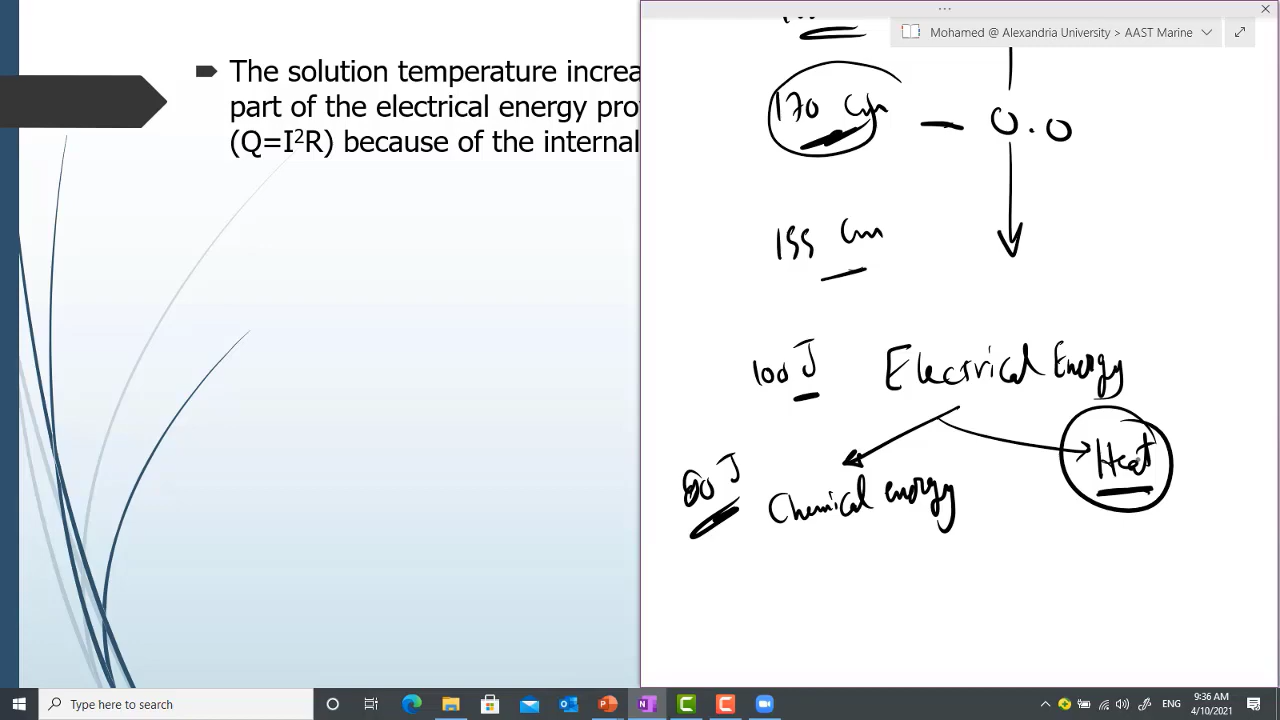 The solution temperature increa
part of the electrical energy pro
(Q=I²R) because of the internal
Mohamed @ Alexandria University > AAST Marine
170 Cm
0.0
155 Cm
100 J Electrical Energy
Heat
80 J Chemical energy
Type here to search
ENG
9:36 AM
4/10/2021